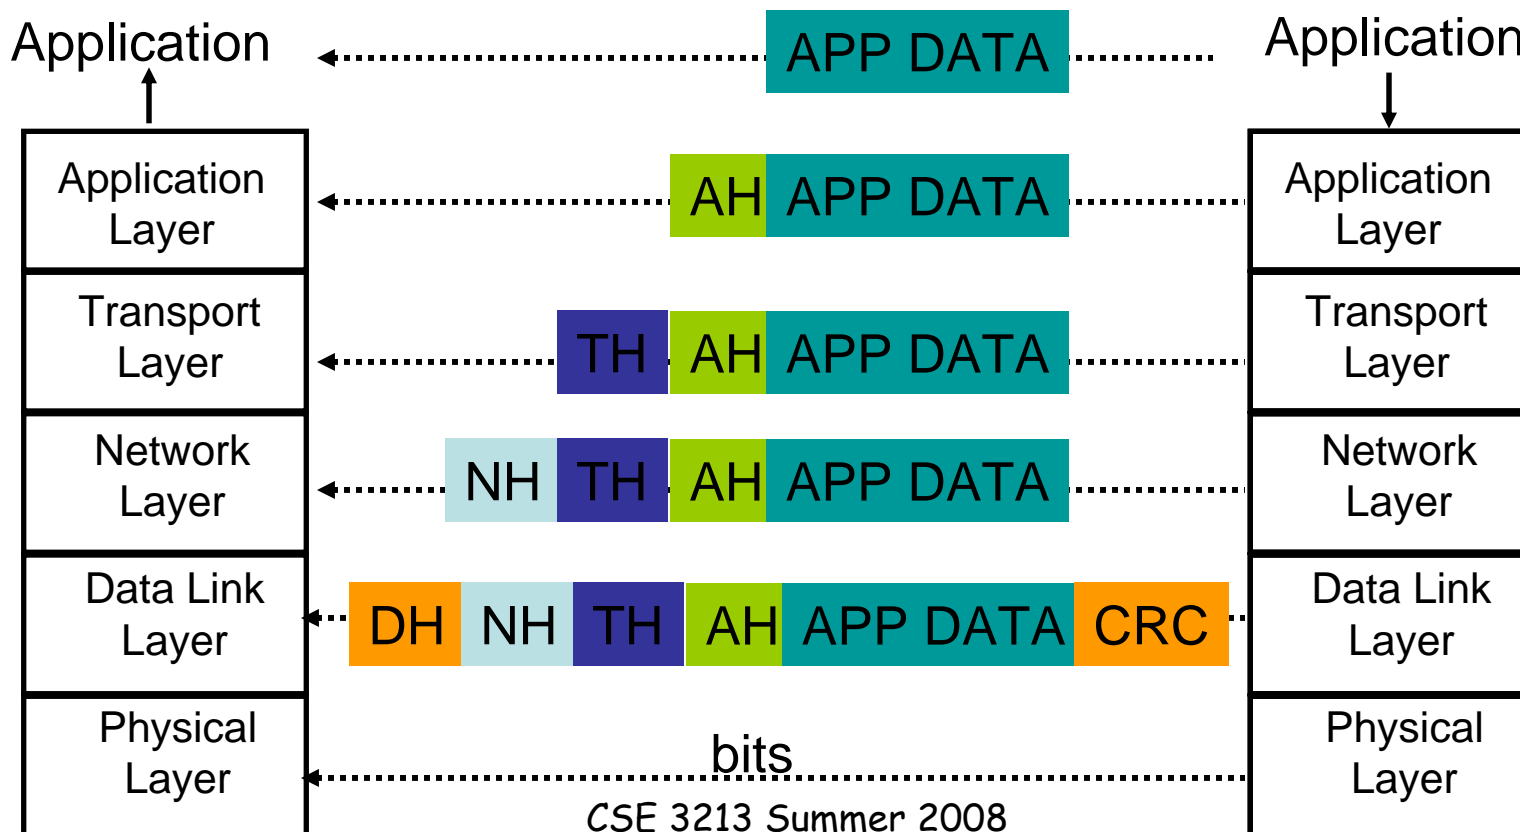 Application
APP DATA
Application
Application
Layer
AH APP DATA
Application
Layer
Transport
Layer
TH AH APP DATA
Transport
Layer
Network
Layer
NH TH AH APP DATA
Network
Layer
Data Link
Layer
DH NH TH AH APP DATA CRC
Data Link
Layer
Physical
Layer
bits
Physical
Layer
CSE 3213 Summer 2008